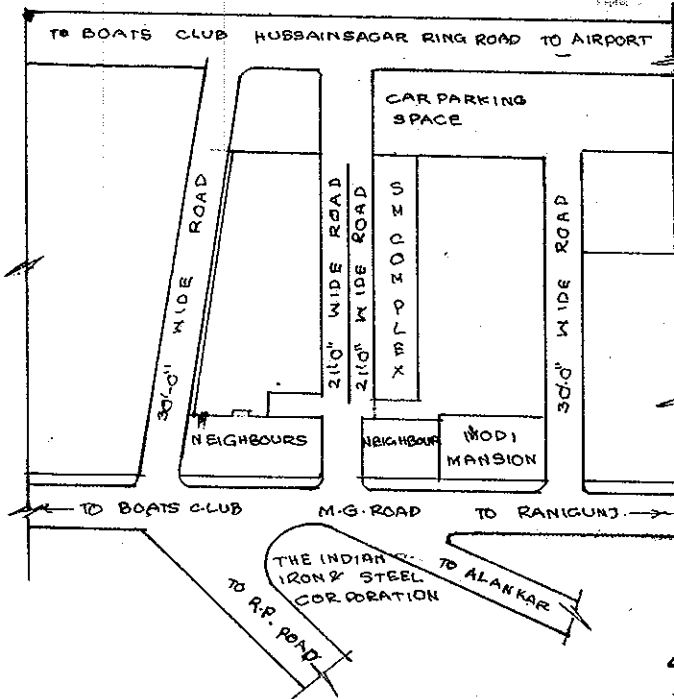 TO BOATS CLUB HUSSAINSAGAR RING ROAD TO AIRPORT
CAR PARKING
SPACE
30'-0" WIDE ROAD
21'0" WIDE ROAD
21'0" WIDE ROAD
SM COMPLEX
30'0" WIDE ROAD
NEIGHBOURS
NEIGHBOUR
MODI
MANSION
TO BOATS CLUB M.G. ROAD TO RANIGUNJ
THE INDIAN
IRON & STEEL
CORPORATION
TO ALANKAR
TO R.P. ROAD